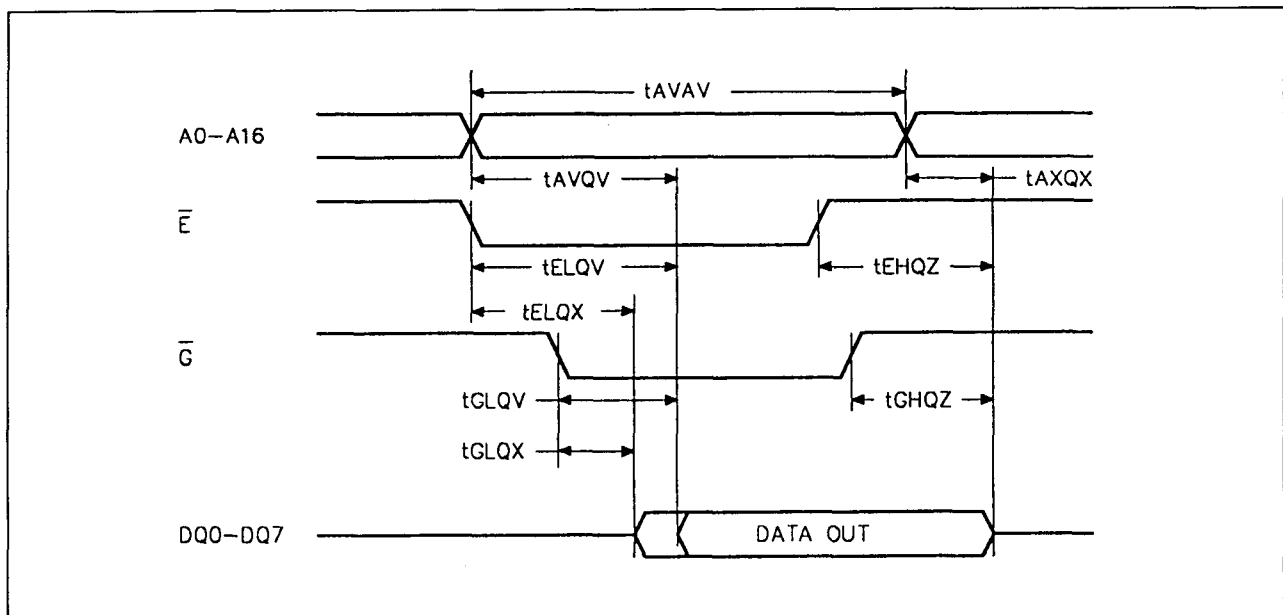 tAVAV
A0-A16
tAVQV
tAXQX
E̅
tELQV
tEHQZ
tELQX
G̅
tGLQV
tGHQZ
tGLQX
DQ0-DQ7
DATA OUT